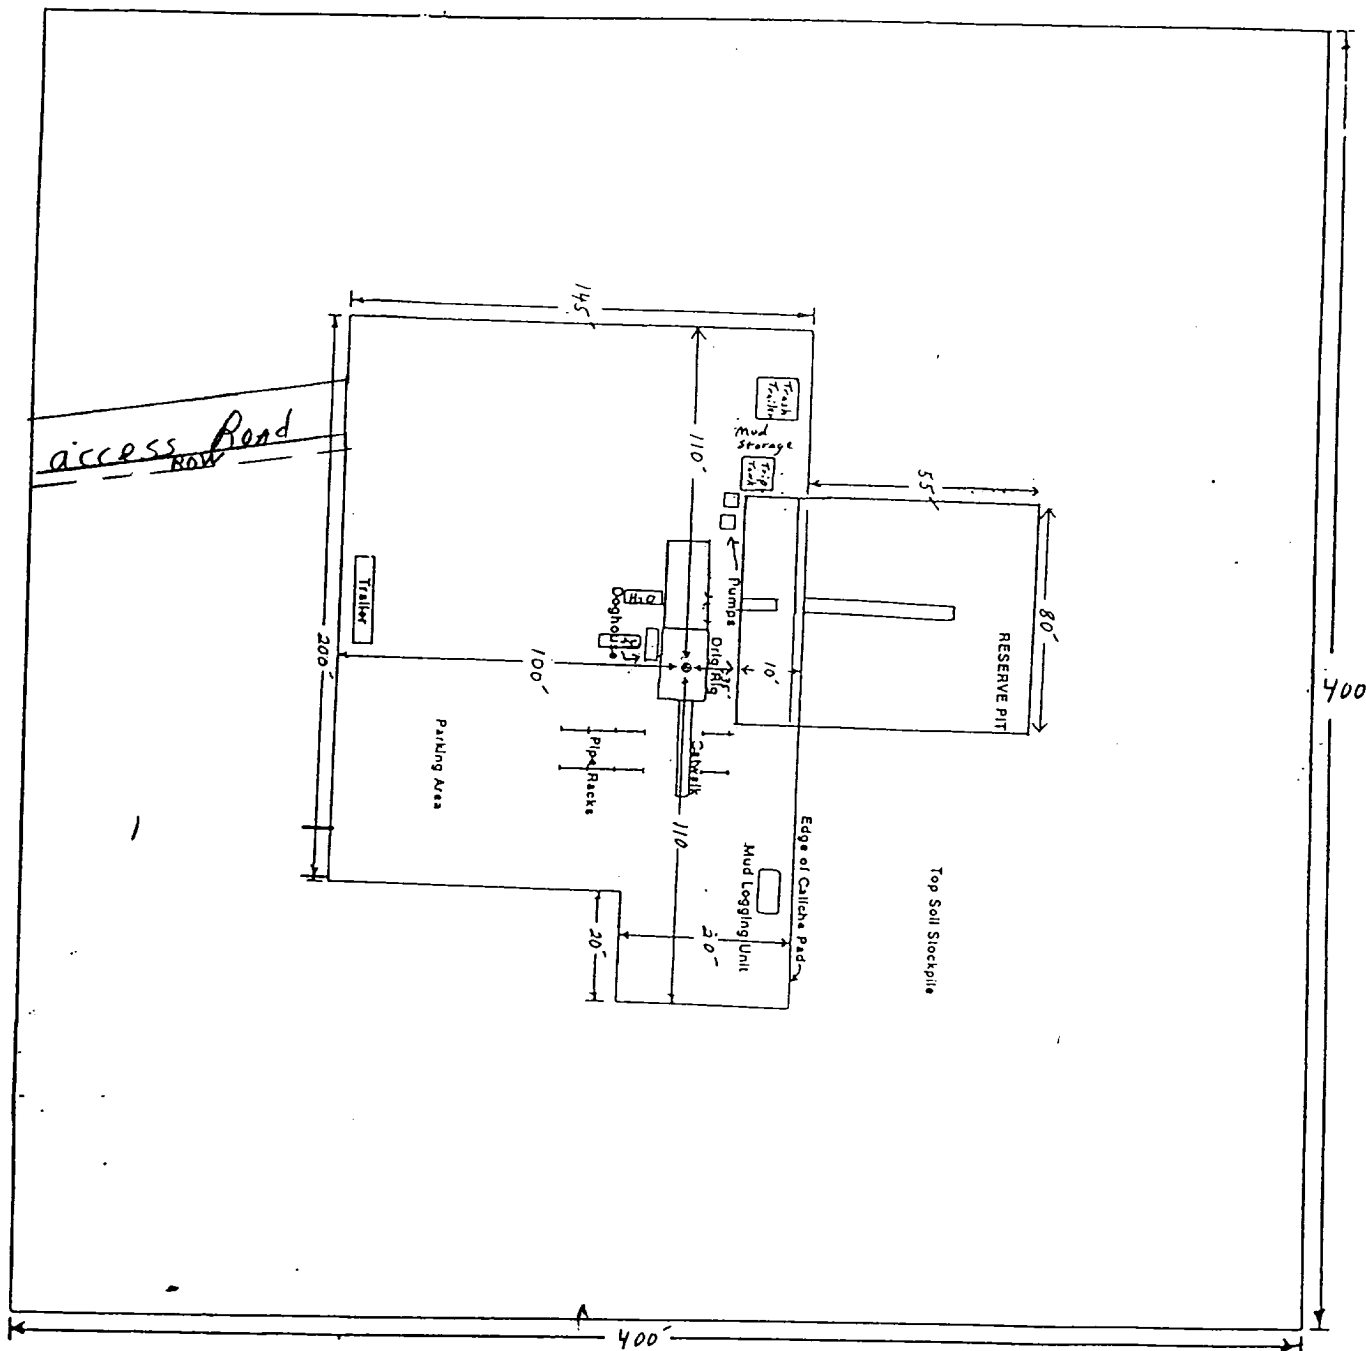 145'
110'
Trash
Trailer
Mud
Storage
Trip
Tank
55'
access Road
ROW
400
80'
Pumps
H2O
Doghouse
Trailer
200'
100'
Drlg Rig
10'
RESERVE PIT
Parking Area
Pipe Racks
Catwalk
110
Edge of Caliche Pad
Mud Logging Unit
Top Soil Stockpile
20'
400'